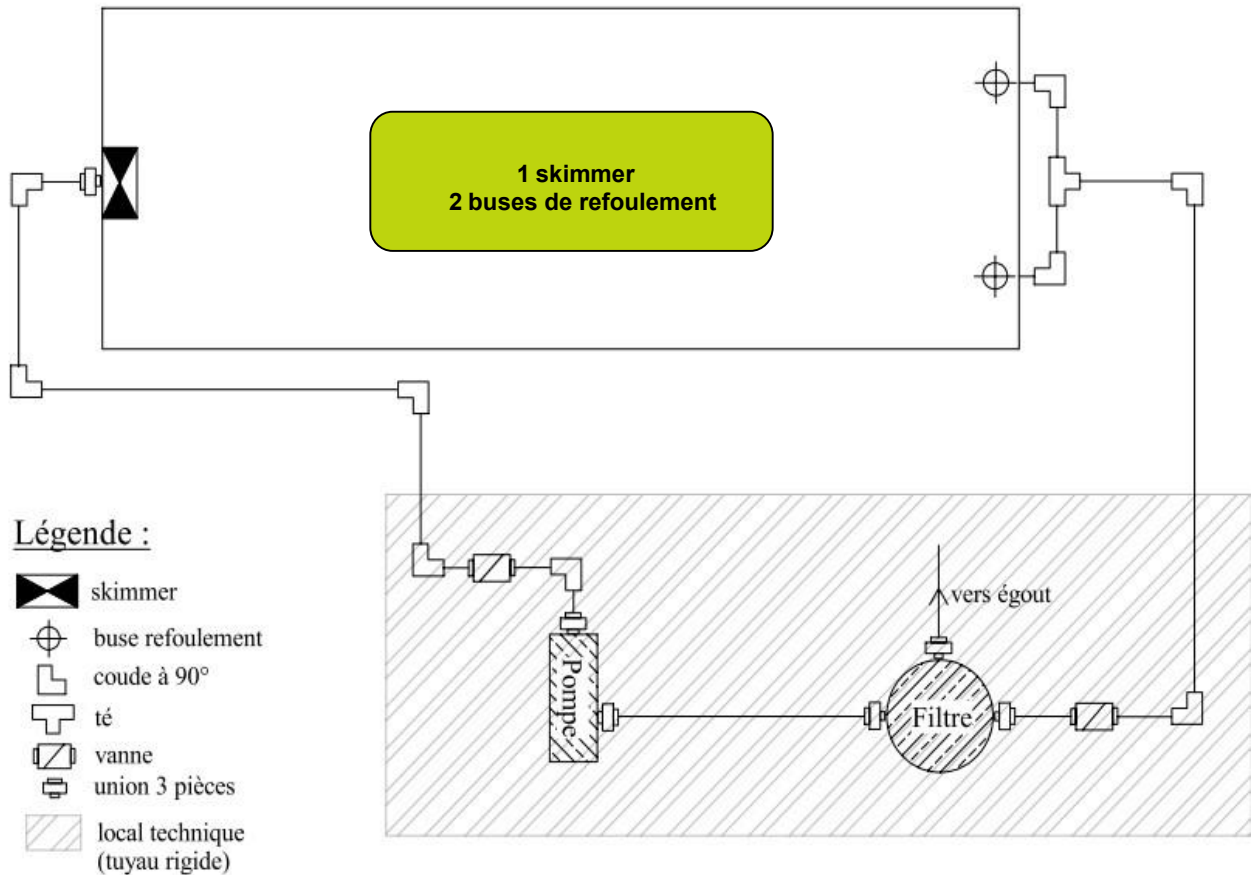 1 skimmer
2 buses de refoulement
Légende :
skimmer
buse refoulement
coude à 90°
té
vanne
union 3 pièces
local technique
(tuyau rigide)
Pompe
vers égout
Filtre